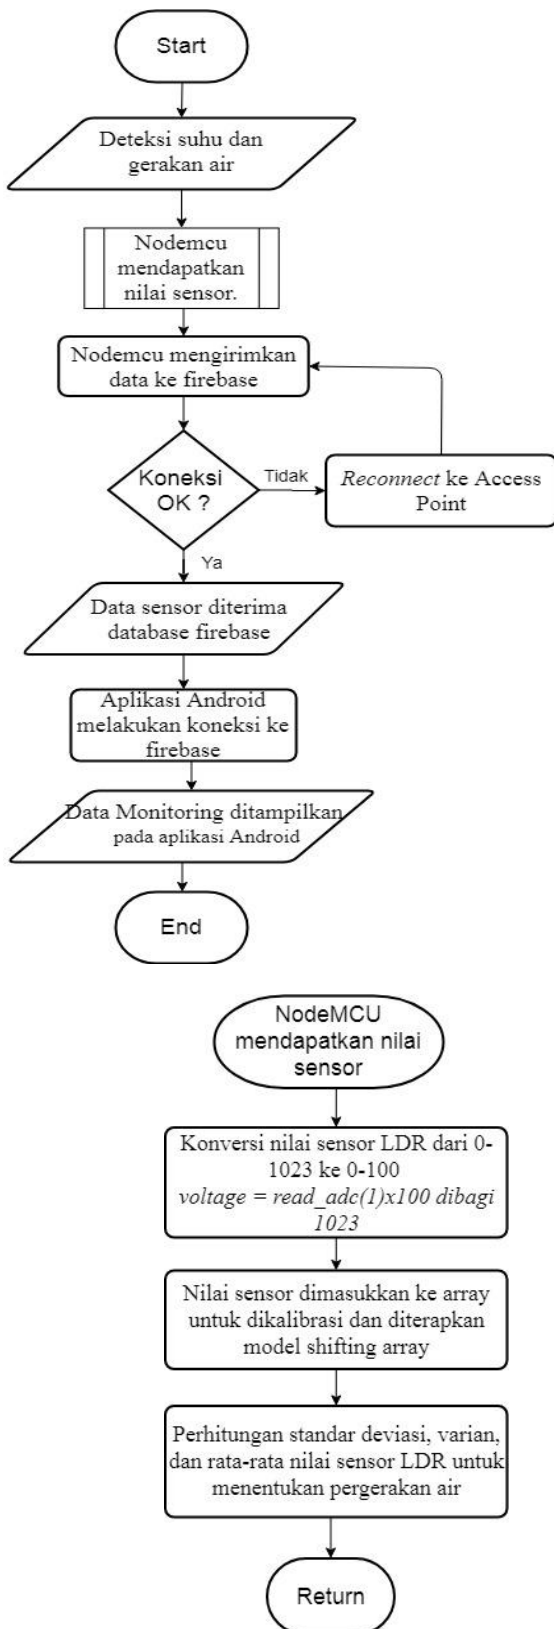 Start
Deteksi suhu dan
gerakan air
Nodemcu
mendapatkan
nilai sensor.
Nodemcu mengirimkan
data ke firebase
Koneksi
OK ?
Tidak
Reconnect ke Access
Point
Ya
Data sensor diterima
database firebase
Aplikasi Android
melakukan koneksi ke
firebase
Data Monitoring ditampilkan
pada aplikasi Android
End
NodeMCU
mendapatkan nilai
sensor
Konversi nilai sensor LDR dari 0-
1023 ke 0-100
voltage = read_adc(1)x100 dibagi
1023
Nilai sensor dimasukkan ke array
untuk dikalibrasi dan diterapkan
model shifting array
Perhitungan standar deviasi, varian,
dan rata-rata nilai sensor LDR untuk
menentukan pergerakan air
Return